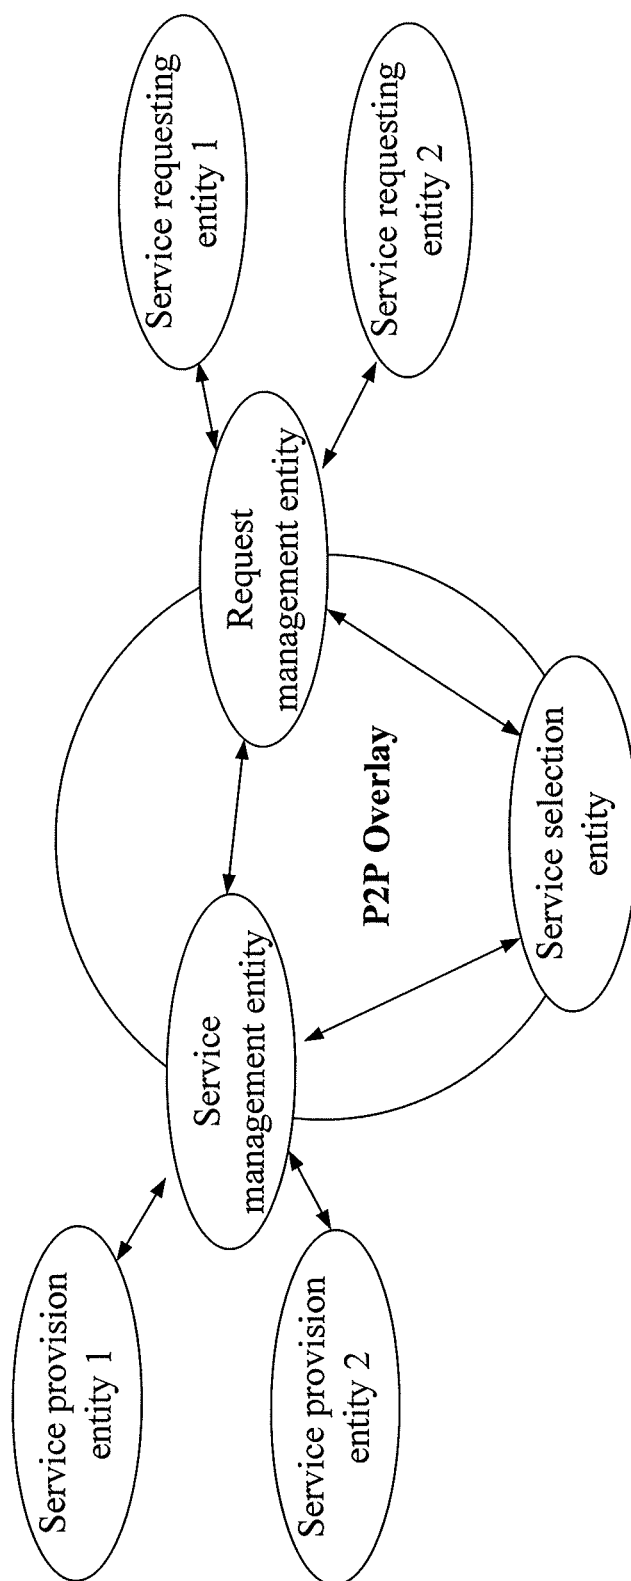 Service provision
entity 1
Service provision
entity 2
Service
management entity
P2P Overlay
Service selection
entity
Request
management entity
Service requesting
entity 1
Service requesting
entity 2